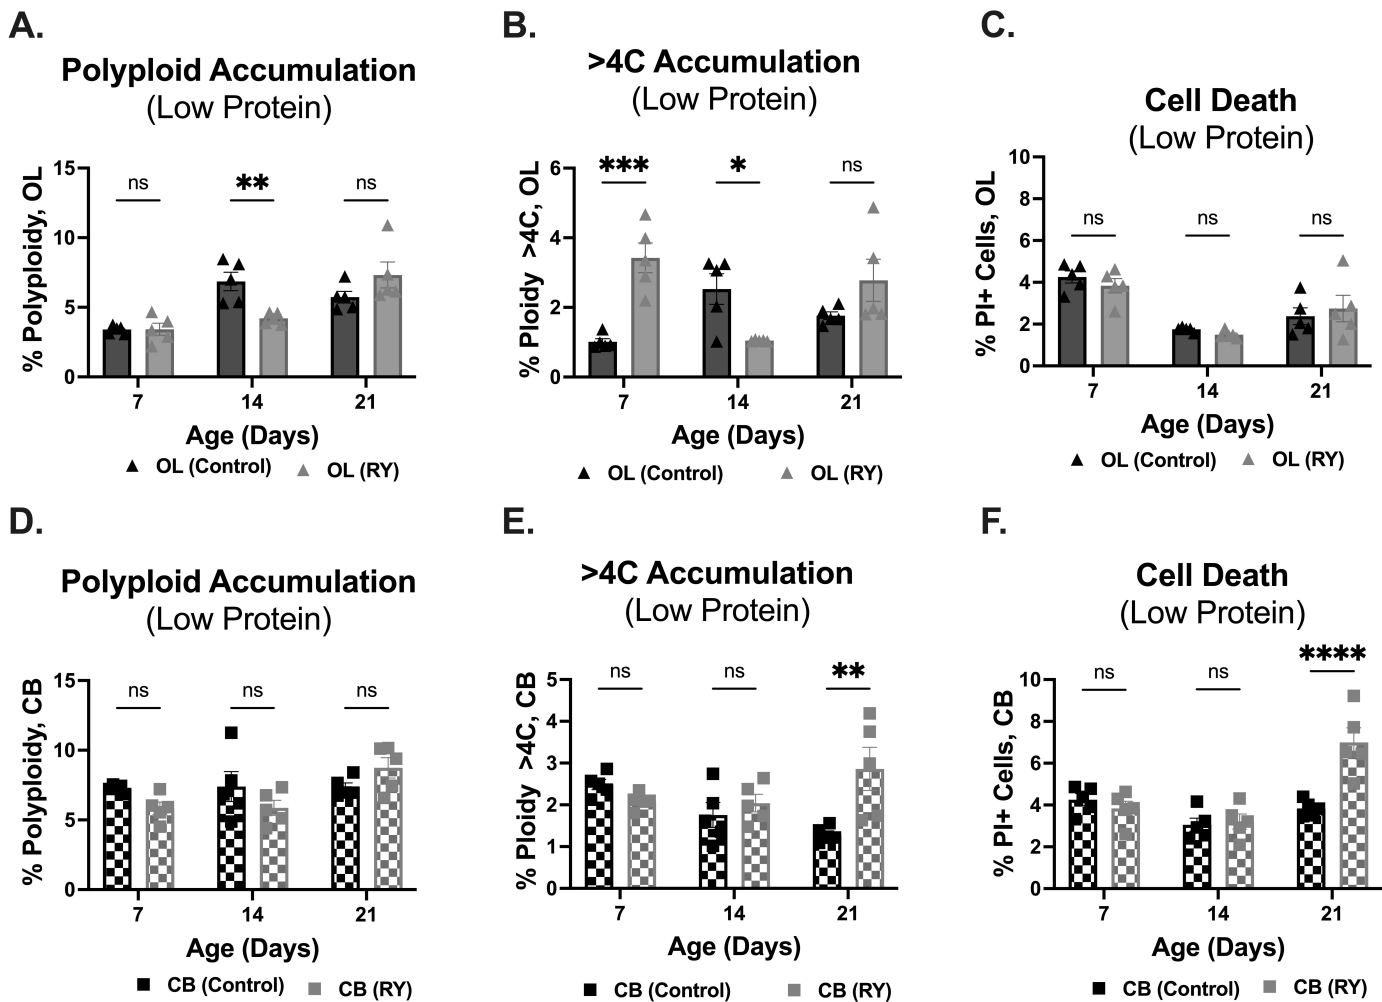 A.
Polyploid Accumulation
(Low Protein)
% Polyploidy, OL
15
10
5
0
ns
**
ns
7
14
21
Age (Days)
OL (Control)
OL (RY)
B.
>4C Accumulation
(Low Protein)
% Ploidy >4C, OL
6
4
2
0
***
*
ns
7
14
21
Age (Days)
OL (Control)
OL (RY)
C.
Cell Death
(Low Protein)
% PI+ Cells, OL
10
8
6
4
2
0
ns
ns
ns
7
14
21
Age (Days)
OL (Control)
OL (RY)
D.
Polyploid Accumulation
(Low Protein)
% Polyploidy, CB
15
10
5
0
ns
ns
ns
7
14
21
Age (Days)
CB (Control)
CB (RY)
E.
>4C Accumulation
(Low Protein)
% Ploidy >4C, CB
5
4
3
2
1
0
ns
ns
**
7
14
21
Age (Days)
CB (Control)
CB (RY)
F.
Cell Death
(Low Protein)
% PI+ Cells, CB
10
8
6
4
2
0
ns
ns
****
7
14
21
Age (Days)
CB (Control)
CB (RY)